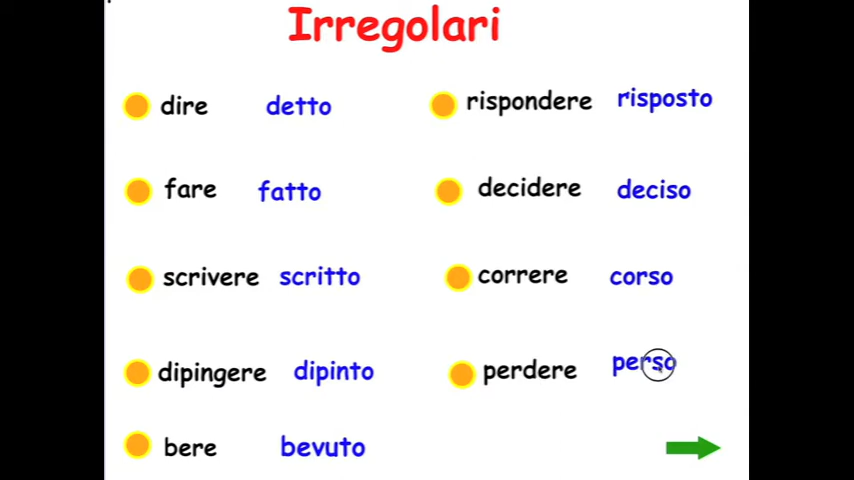 Irregolari
dire detto
fare fatto
scrivere scritto
dipingere dipinto
bere bevuto
rispondere risposto
decidere deciso
correre corso
perdere perso